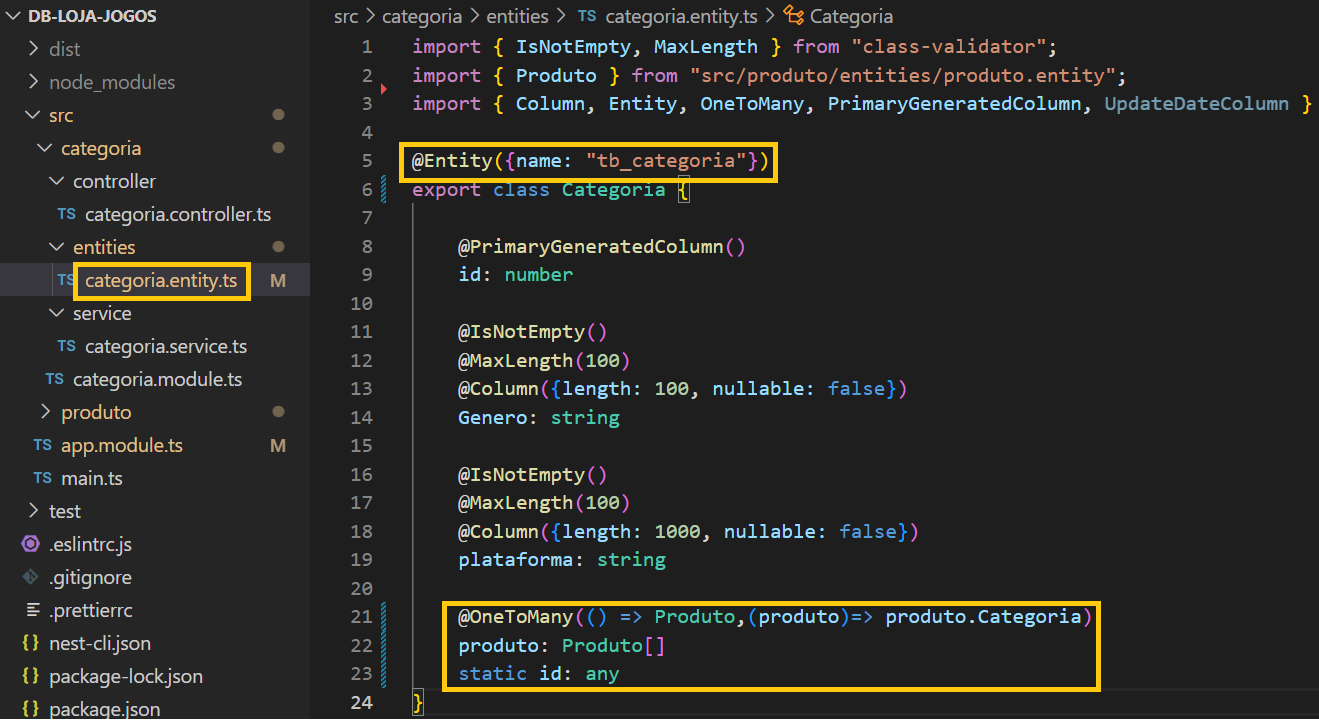 DB-LOJA-JOGOS
dist
node_modules
src
categoria
controller
TS categoria.controller.ts
entities
TS categoria.entity.ts M
service
TS categoria.service.ts
TS categoria.module.ts
produto
TS app.module.ts M
TS main.ts
test
.eslintrc.js
.gitignore
.prettierrc
{} nest-cli.json
{} package-lock.json
{} package.json
src > categoria > entities > TS categoria.entity.ts > Categoria
1 import { IsNotEmpty, MaxLength } from "class-validator";
2 import { Produto } from "src/produto/entities/produto.entity";
3 import { Column, Entity, OneToMany, PrimaryGeneratedColumn, UpdateDateColumn }
4
5 @Entity({name: "tb_categoria"})
6 export class Categoria {
7
8 @PrimaryGeneratedColumn()
9 id: number
10
11 @IsNotEmpty()
12 @MaxLength(100)
13 @Column({length: 100, nullable: false})
14 Genero: string
15
16 @IsNotEmpty()
17 @MaxLength(100)
18 @Column({length: 1000, nullable: false})
19 plataforma: string
20
21 @OneToMany(() => Produto,(produto)=> produto.Categoria)
22 produto: Produto[]
23 static id: any
24 }